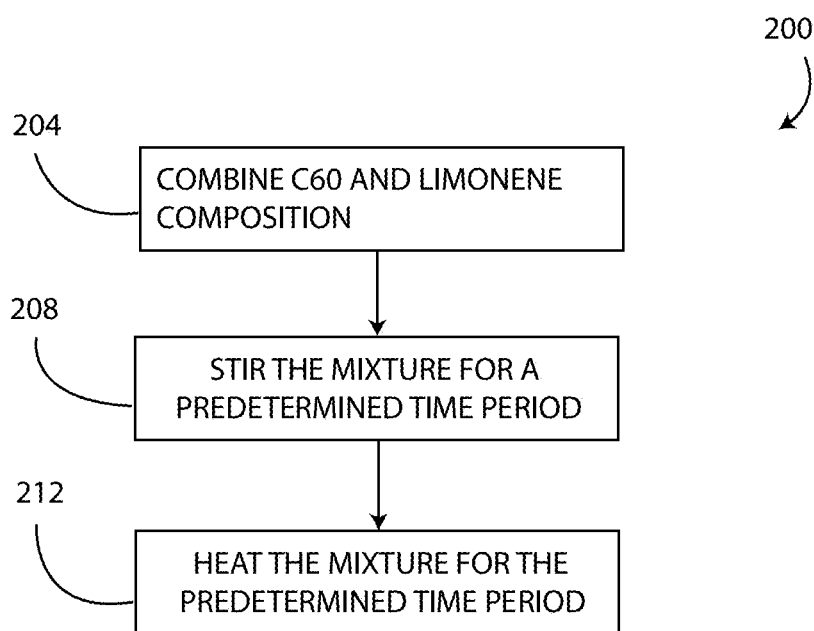 200
204
COMBINE C60 AND LIMONENE
COMPOSITION
208
STIR THE MIXTURE FOR A
PREDETERMINED TIME PERIOD
212
HEAT THE MIXTURE FOR THE
PREDETERMINED TIME PERIOD